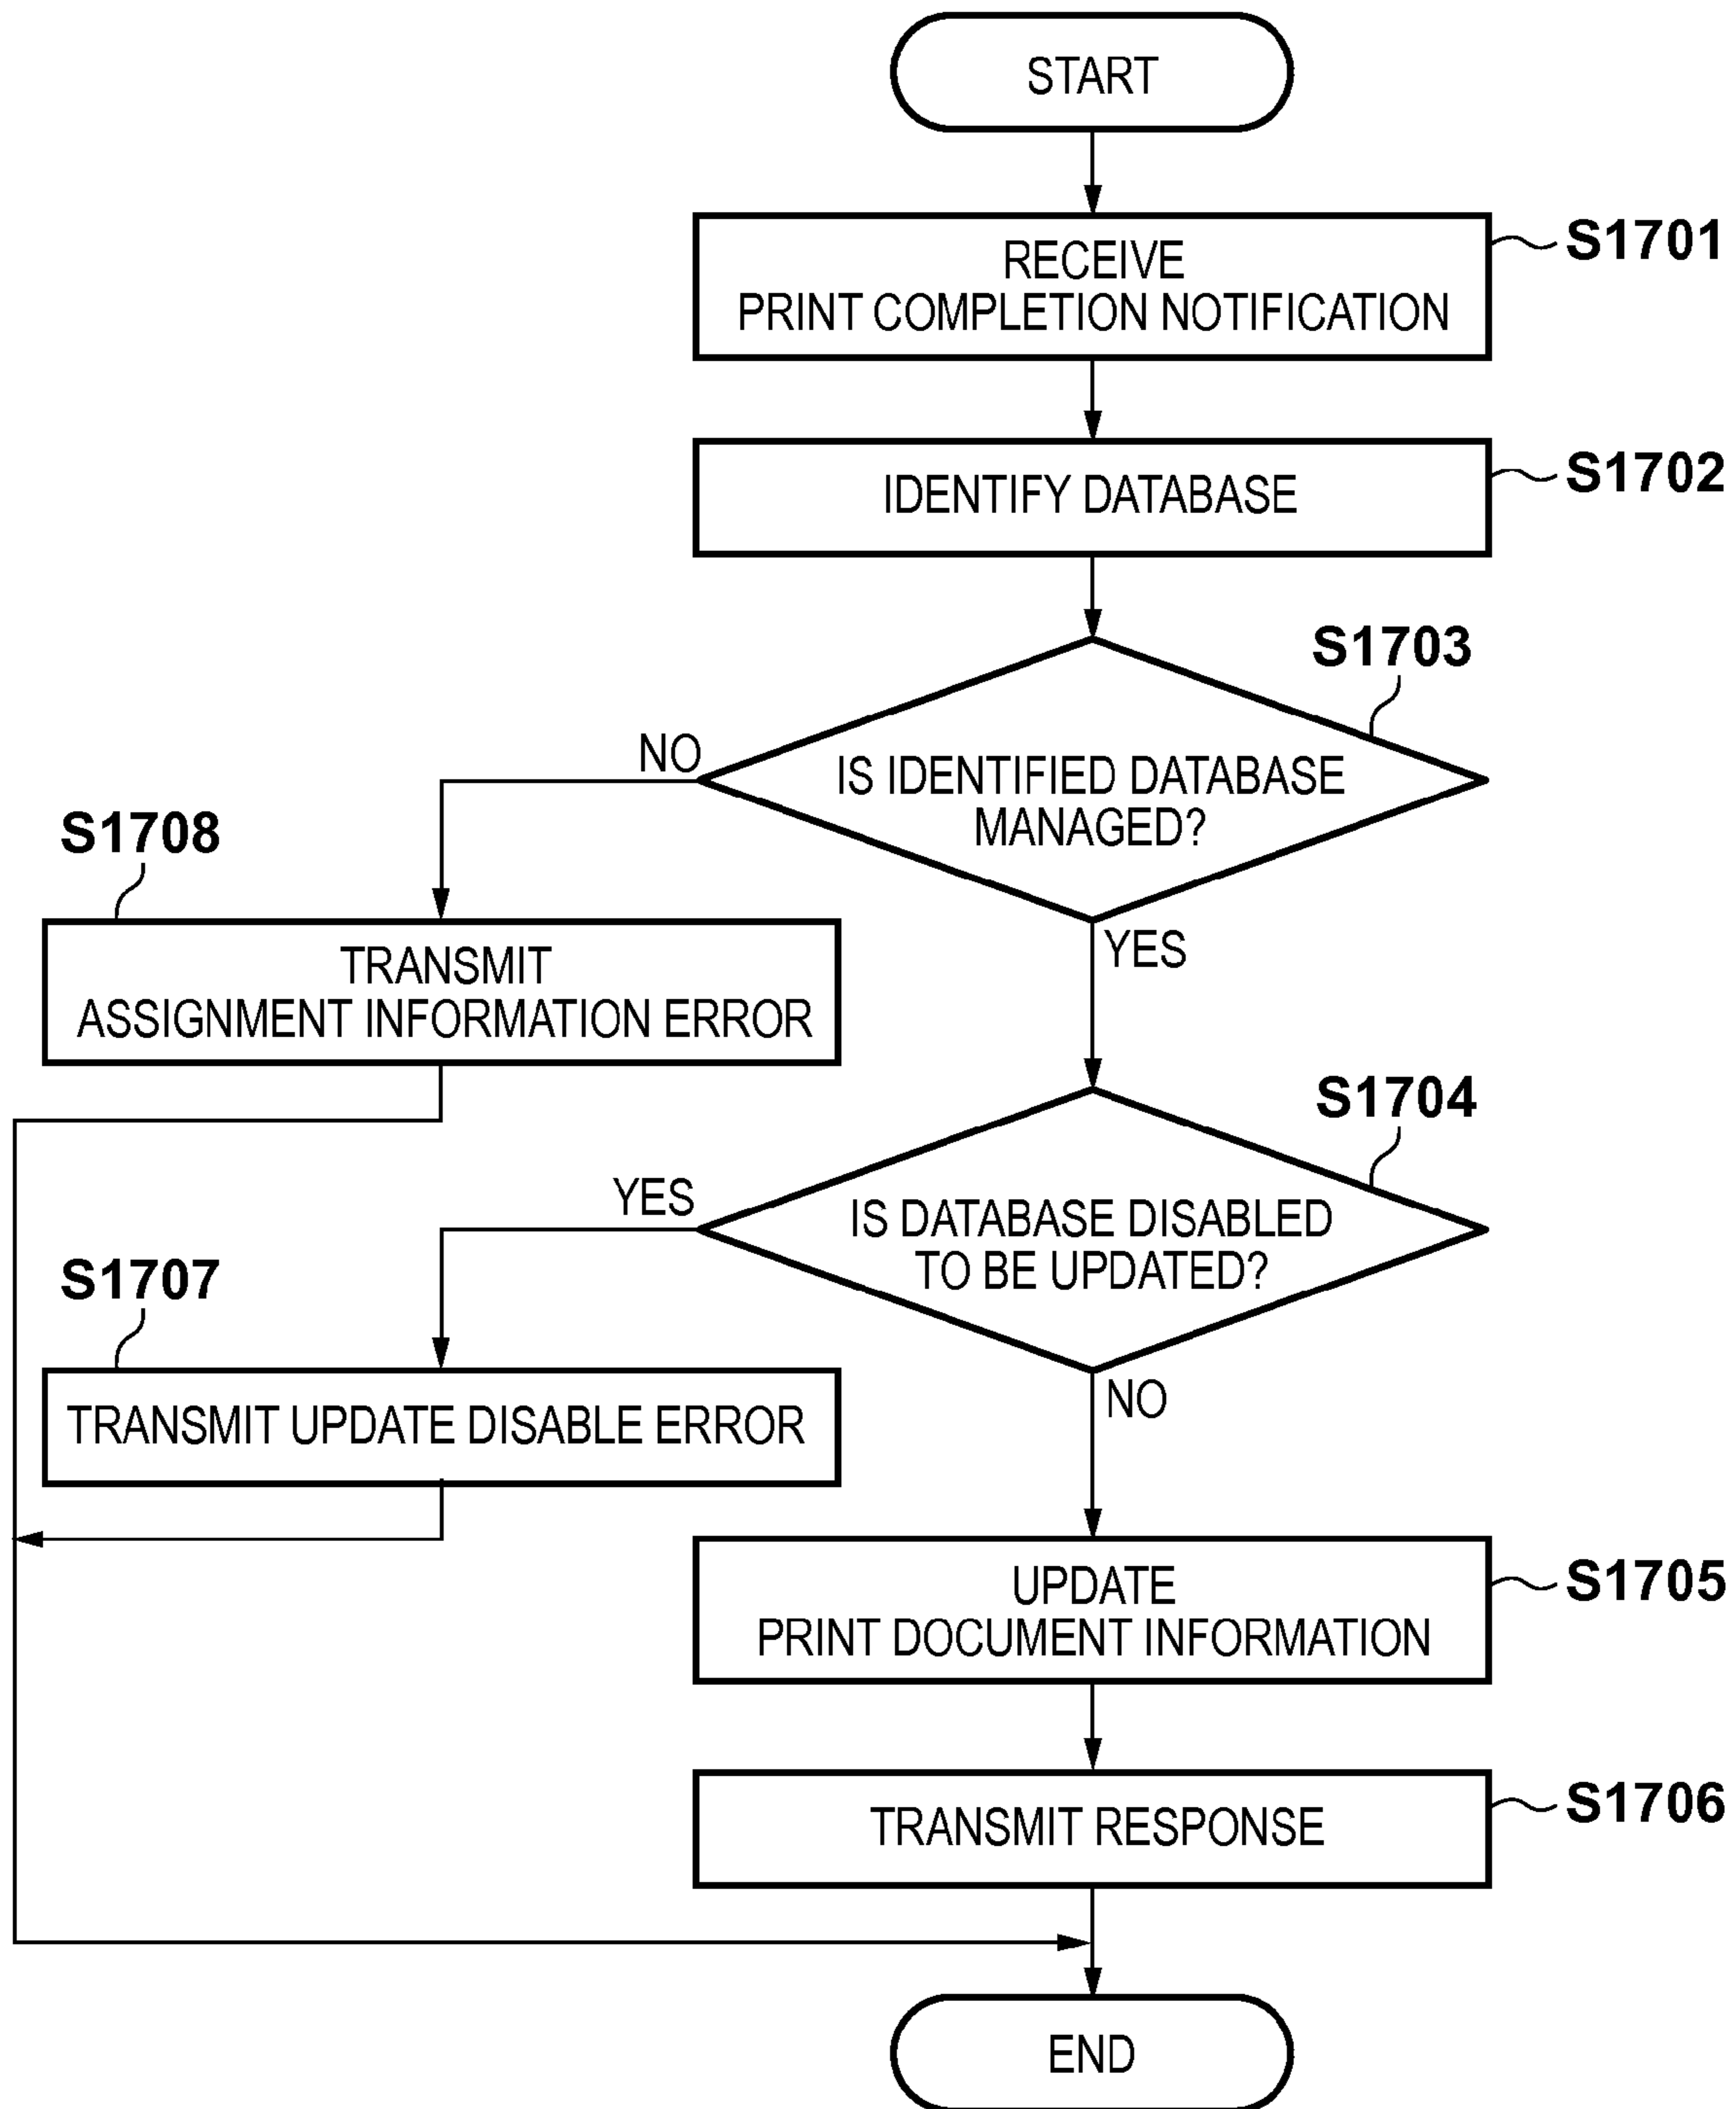 START
RECEIVE
PRINT COMPLETION NOTIFICATION
S1701
IDENTIFY DATABASE
S1702
S1703
IS IDENTIFIED DATABASE
MANAGED?
NO
YES
S1708
TRANSMIT
ASSIGNMENT INFORMATION ERROR
S1704
IS DATABASE DISABLED
TO BE UPDATED?
YES
NO
S1707
TRANSMIT UPDATE DISABLE ERROR
UPDATE
PRINT DOCUMENT INFORMATION
S1705
TRANSMIT RESPONSE
S1706
END